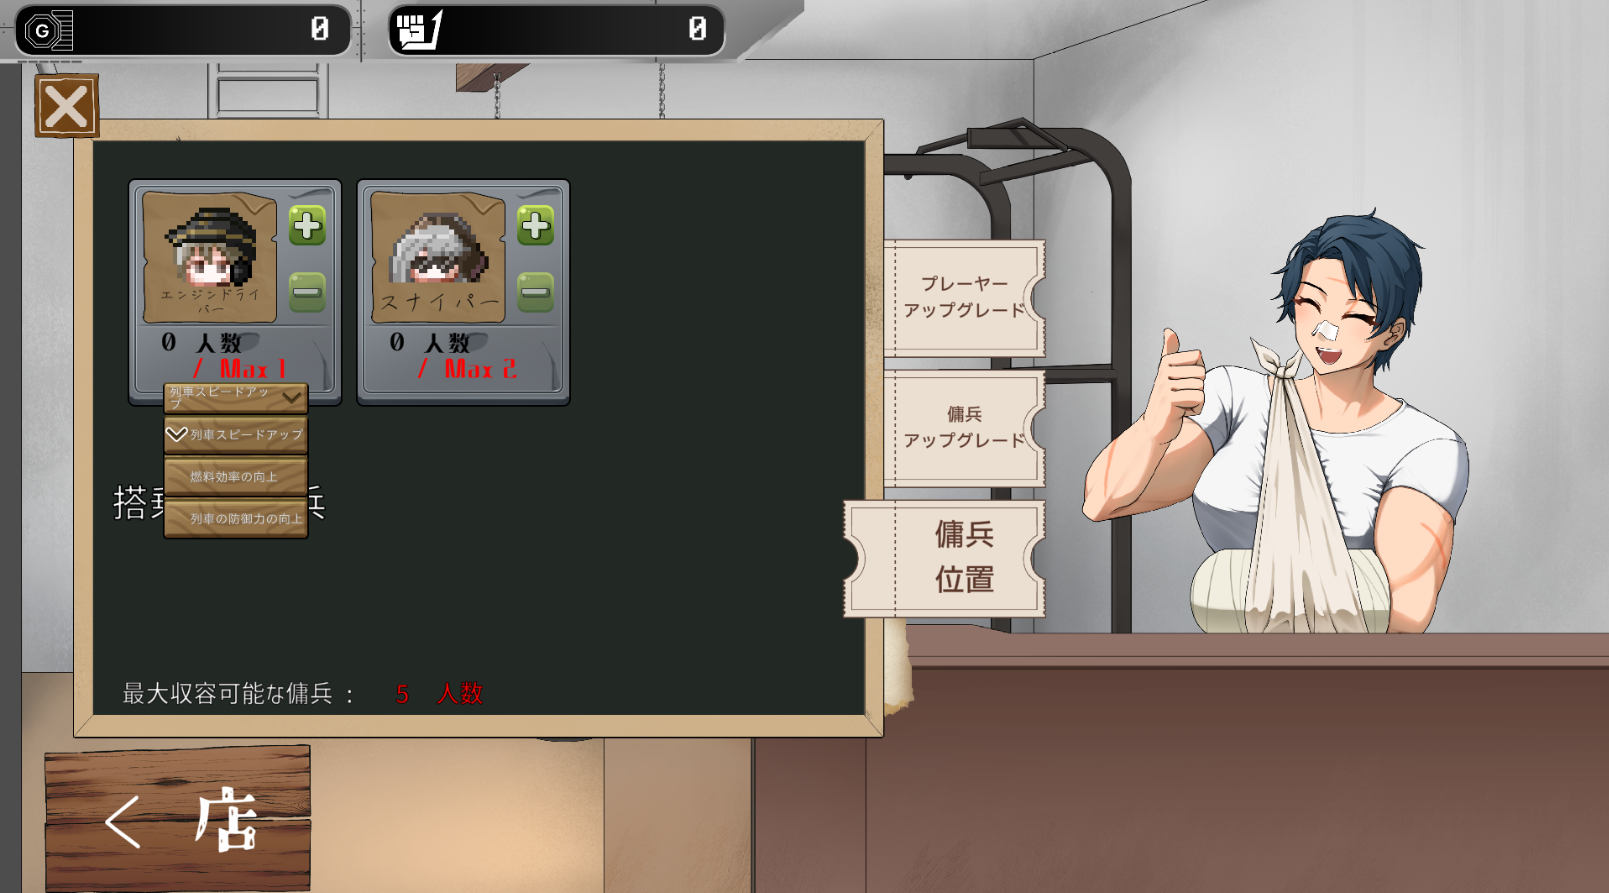 G 0 0
エンジンドライ
バー
0 人数
/ Max 1
スナイパー
0 人数
/ Max 2
列車スピードアッ
プ
列車スピードアップ
燃料効率の向上
列車の防御力の向上
搭 兵
最大収容可能な傭兵 : 5 人数
プレーヤー
アップグレード
傭兵
アップグレード
傭兵
位置
< 店